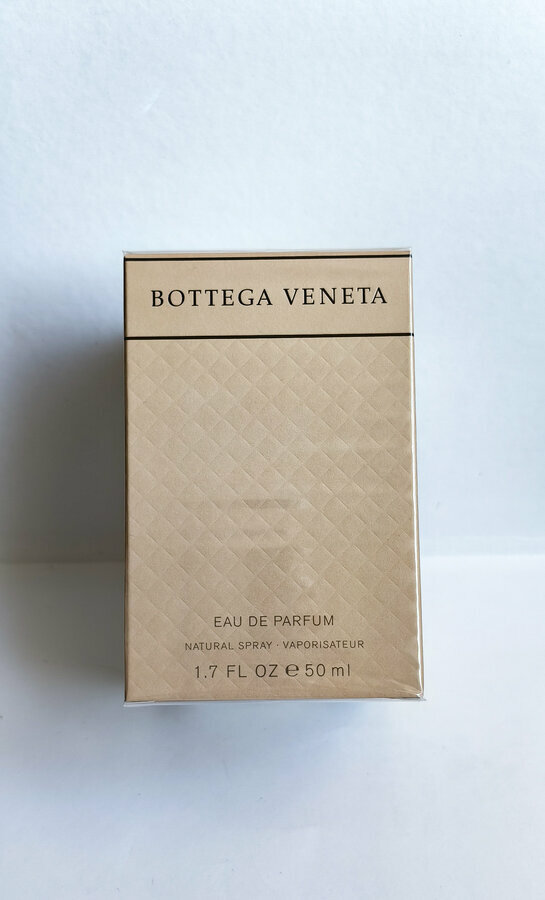 BOTTEGA VENETA
EAU DE PARFUM
NATURAL SPRAY · VAPORISATEUR
1.7 FL OZ ℮ 50 ml